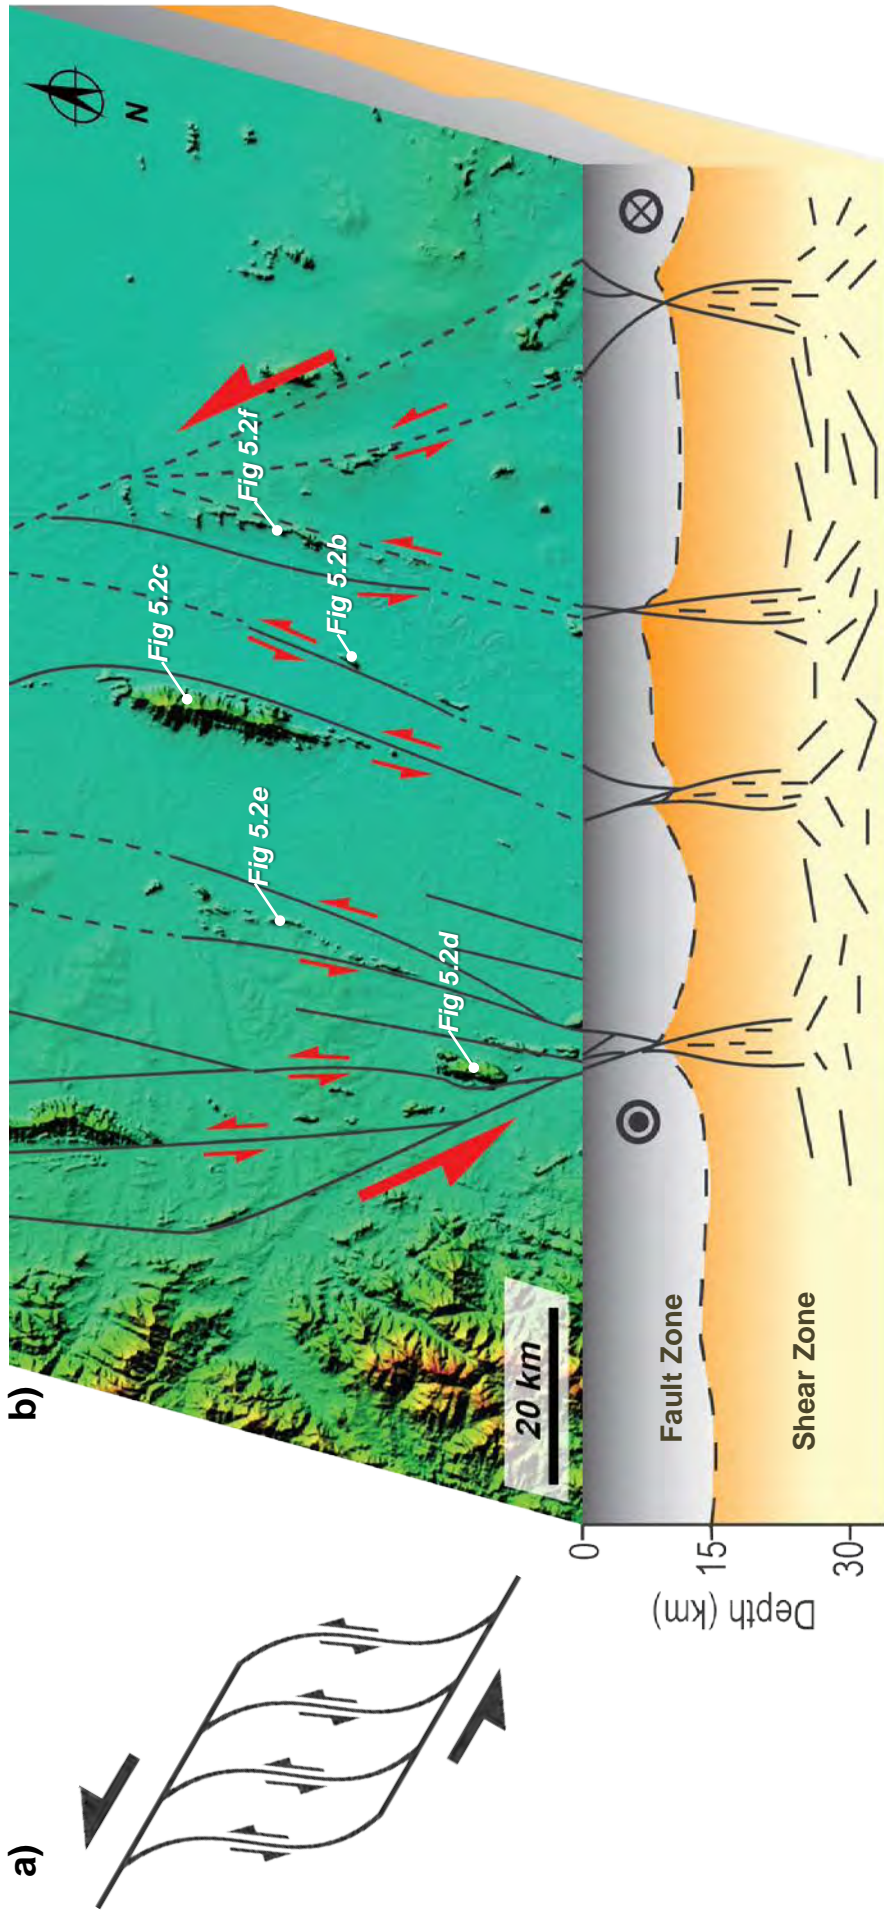 a)
b)
N
Fig 5.2c
Fig 5.2f
Fig 5.2b
Fig 5.2e
Fig 5.2d
20 km
Fault Zone
Shear Zone
0
15
30
Depth (km)